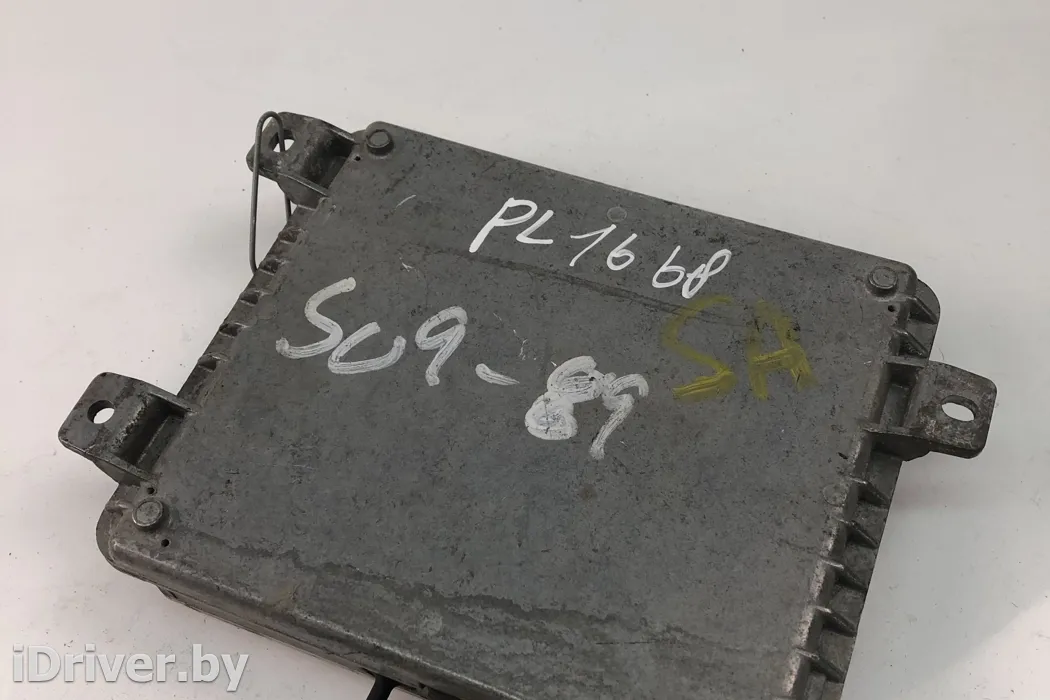 PL 16 68
SU9-89
SA
iDriver.by